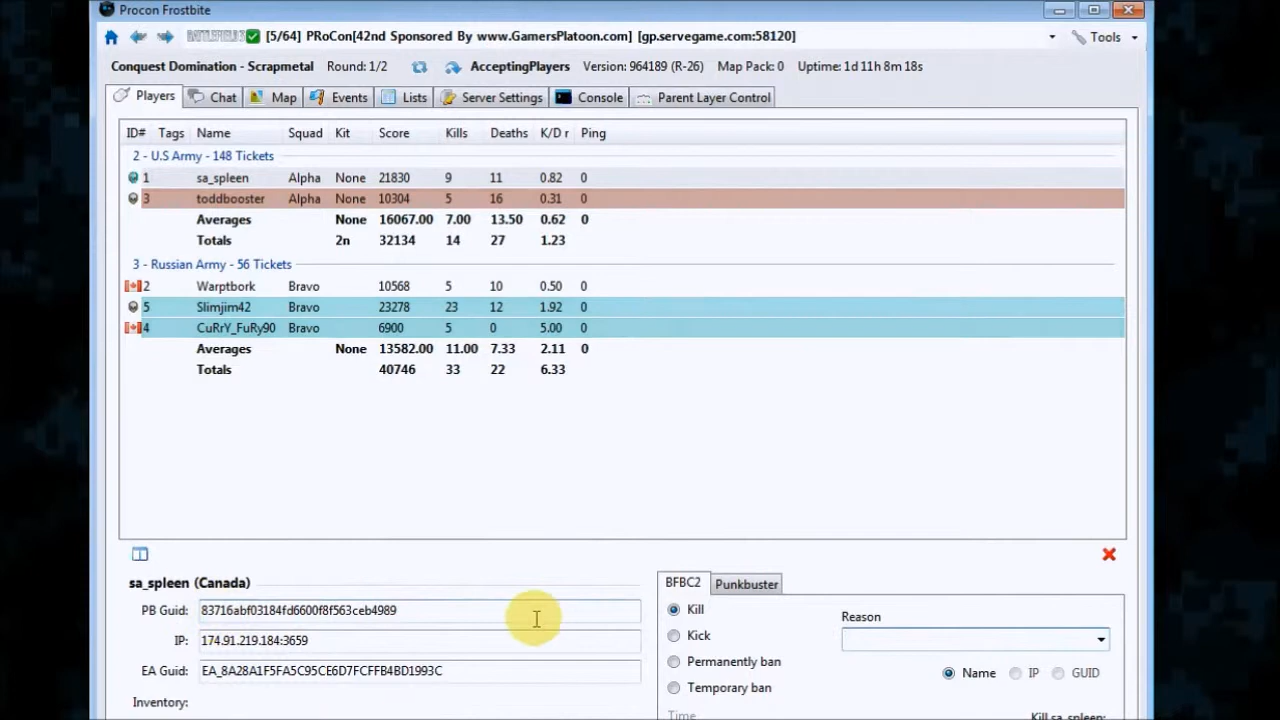 Procon Frostbite
BATTLEFIELD 3 [5/64] PRoCon[42nd Sponsored By www.GamersPlatoon.com] [gp.servegame.com:58120] Tools
Conquest Domination - Scrapmetal Round: 1/2 AcceptingPlayers Version: 964189 (R-26) Map Pack: 0 Uptime: 1d 11h 8m 18s
Players Chat Map Events Lists Server Settings Console Parent Layer Control
ID# Tags Name Squad Kit Score Kills Deaths K/D r Ping
2 - U.S Army - 148 Tickets
1 sa_spleen Alpha None 21830 9 11 0.82 0
3 toddbooster Alpha None 10304 5 16 0.31 0
Averages None 16067.00 7.00 13.50 0.62 0
Totals 2n 32134 14 27 1.23
3 - Russian Army - 56 Tickets
2 Warptbork Bravo 10568 5 10 0.50 0
5 Slimjim42 Bravo 23278 23 12 1.92 0
4 CuRrY_FuRy90 Bravo 6900 5 0 5.00 0
Averages None 13582.00 11.00 7.33 2.11 0
Totals 40746 33 22 6.33
sa_spleen (Canada)
PB Guid: 83716abf03184fd6600f8f563ceb4989
IP: 174.91.219.184:3659
EA Guid: EA_8A28A1F5FA5C95CE6D7FCFFB4BD1993C
Inventory:
BFBC2 Punkbuster
Kill
Kick
Permanently ban
Temporary ban
Time
Reason
Name IP GUID
Kill sa_spleen: